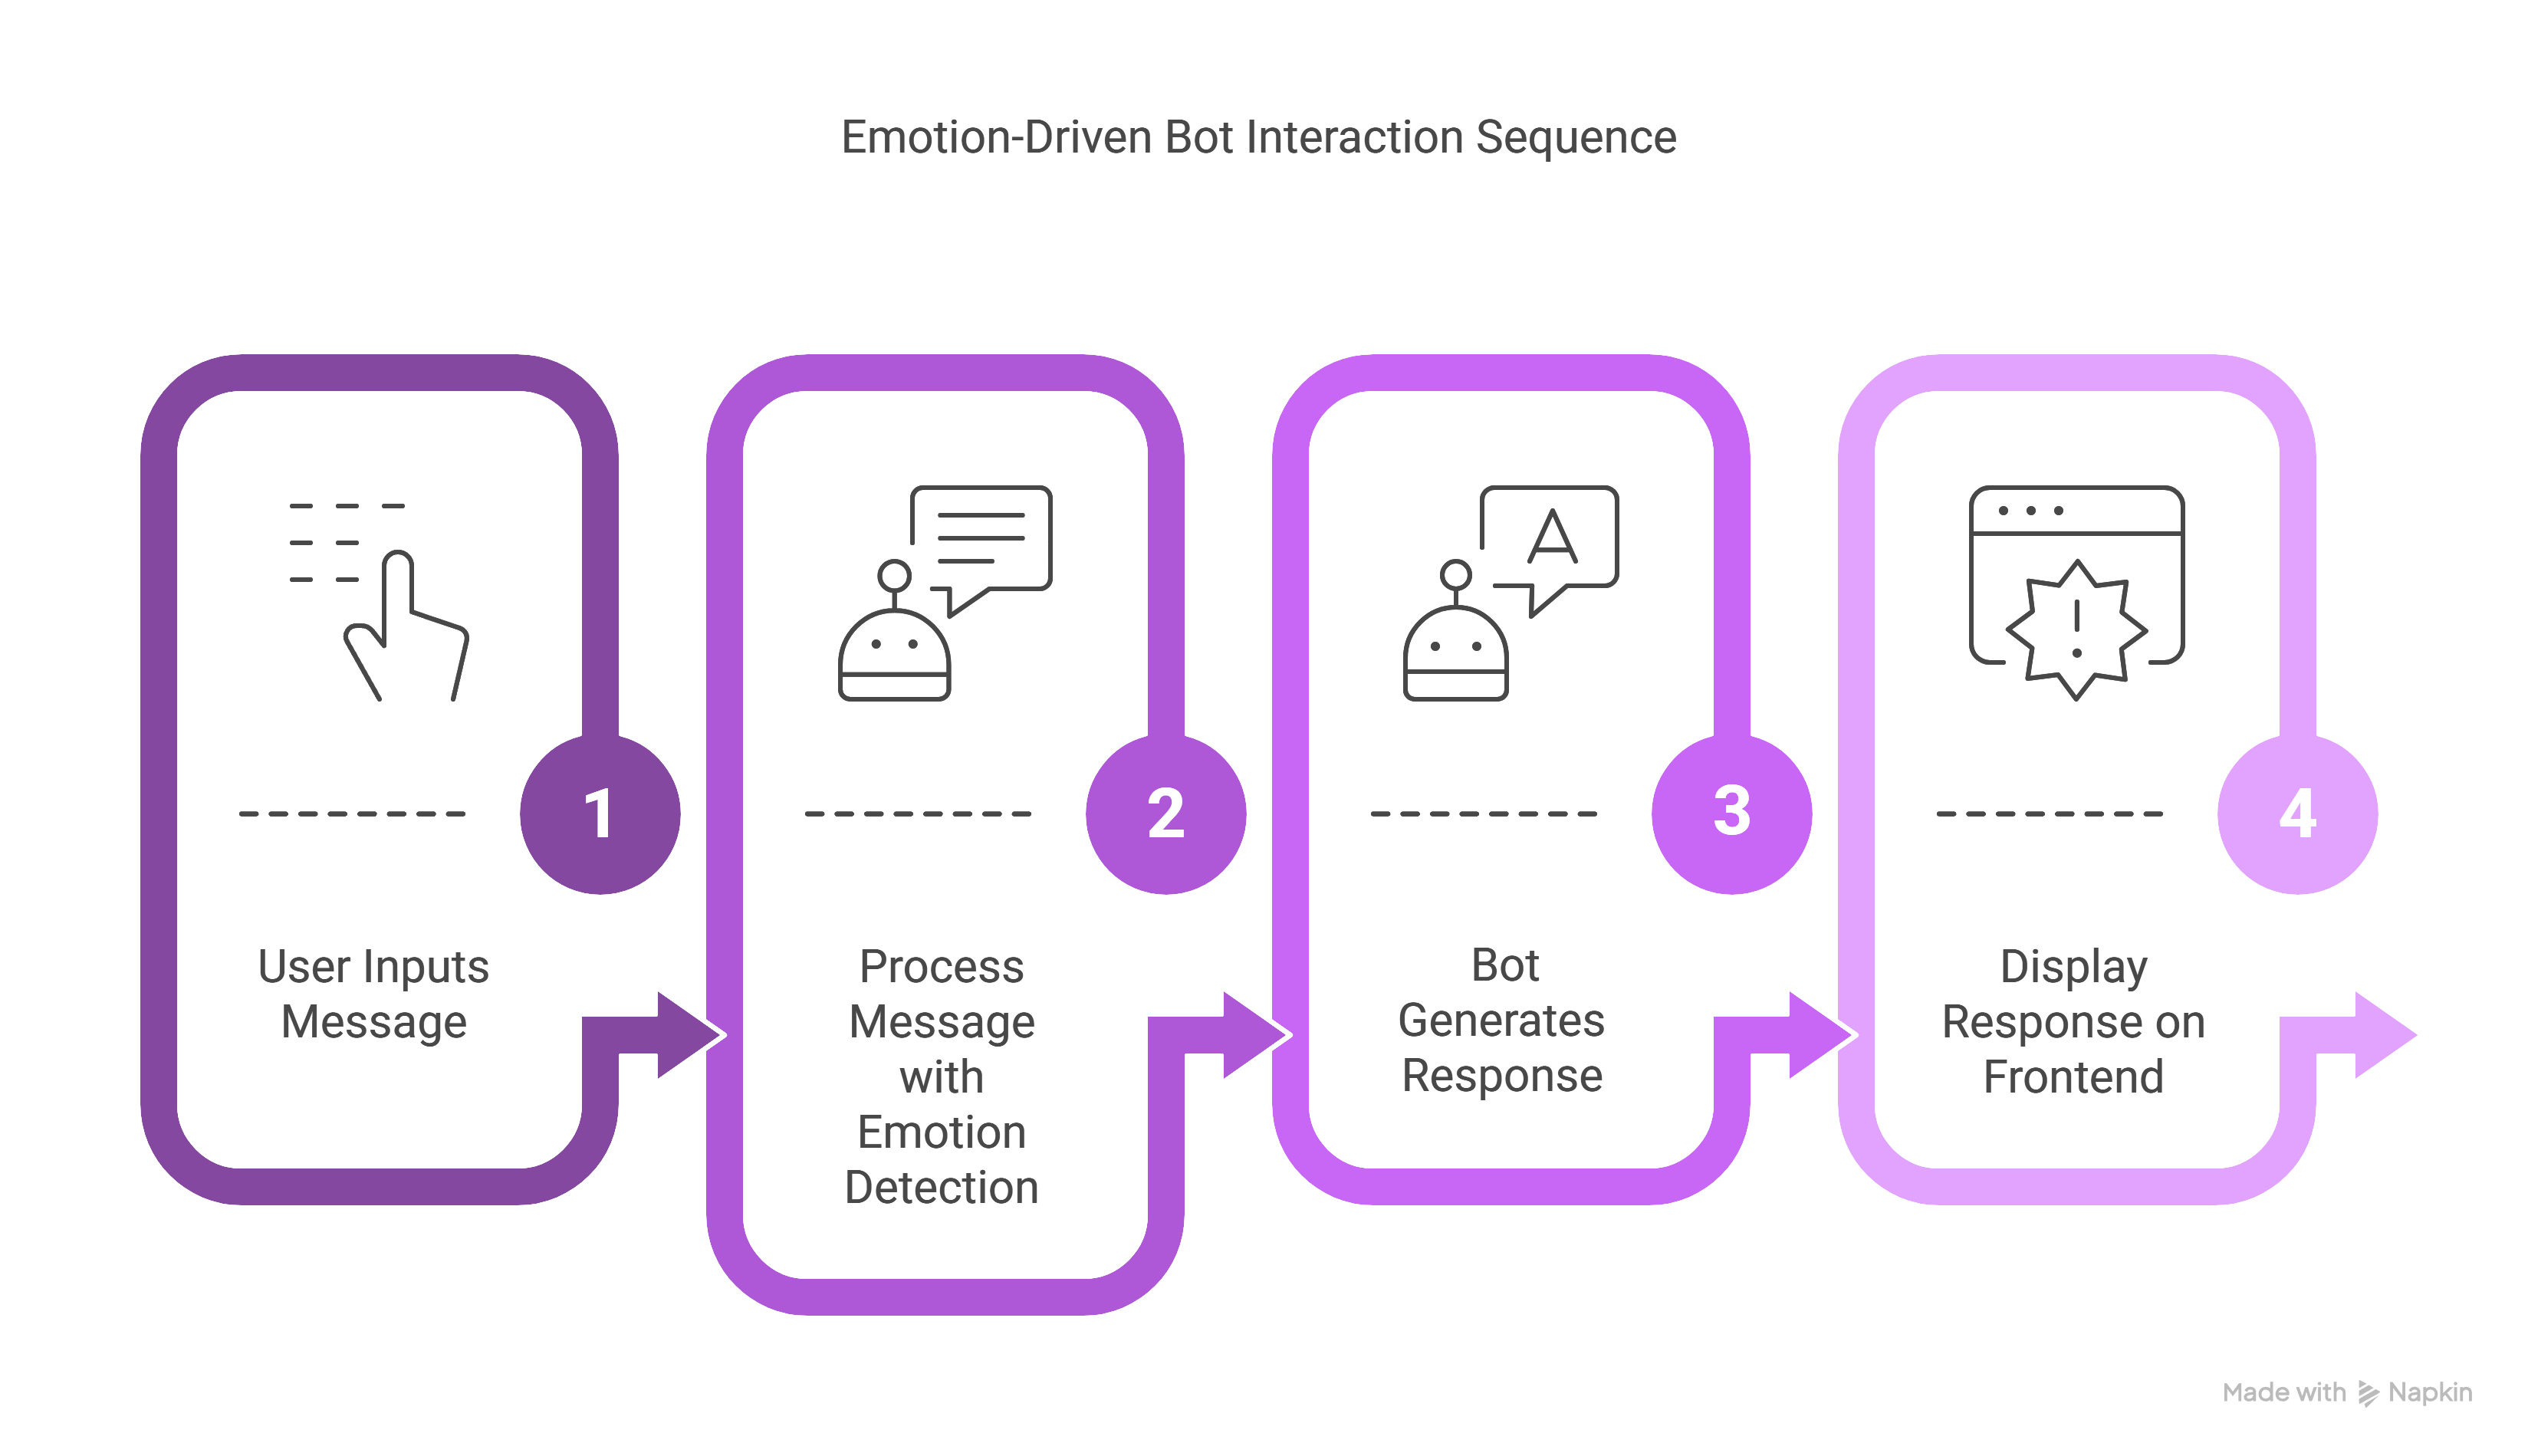 Emotion-Driven Bot Interaction Sequence
A
!
1
2
3
4
User Inputs
Message
Process
Message
with
Emotion
Detection
Bot
Generates
Response
Display
Response on
Frontend
Made with Napkin